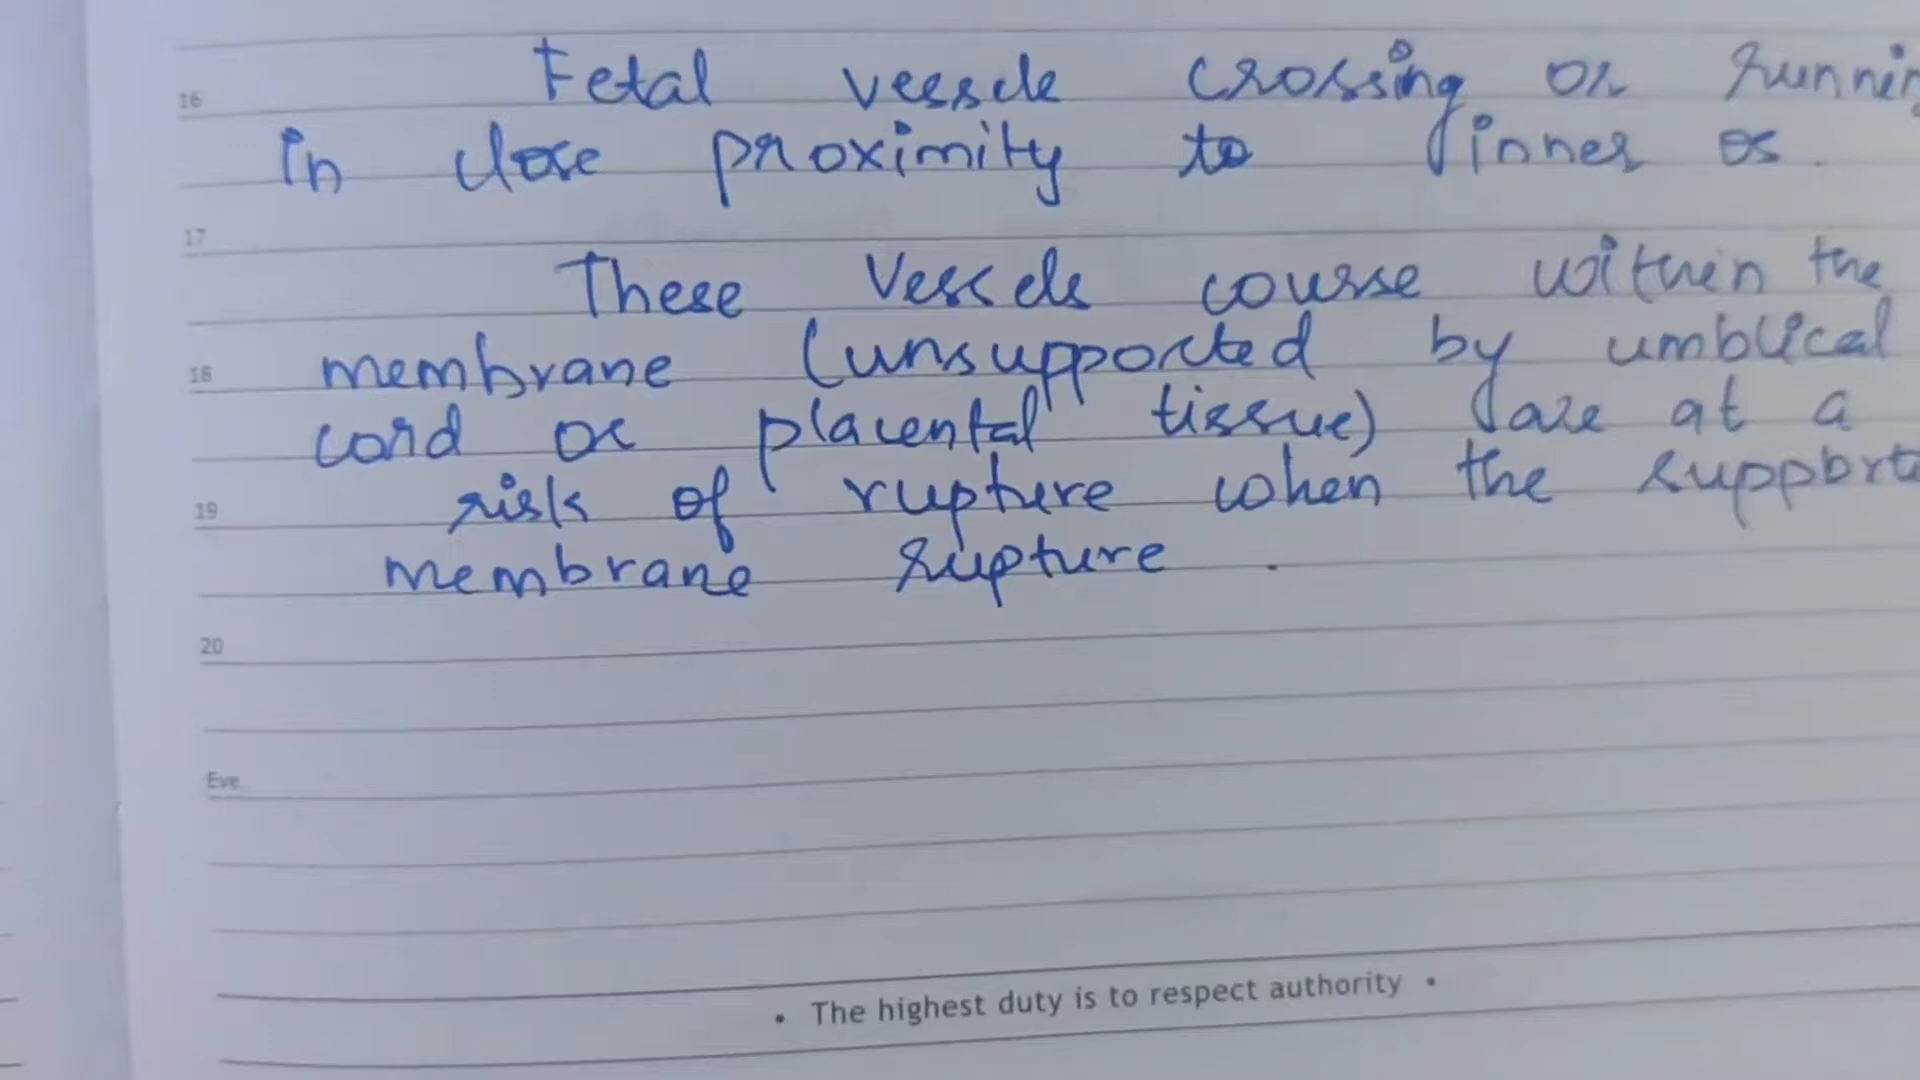 16 Fetal vessele crossing or runnin
in close proximity to inner os.
17
These Vessels course within the
18 membrane (unsupported by umblical
cord or placental tissue) are at a
19 risk of rupture when the support
membrane rupture .
20
Eve.
• The highest duty is to respect authority •